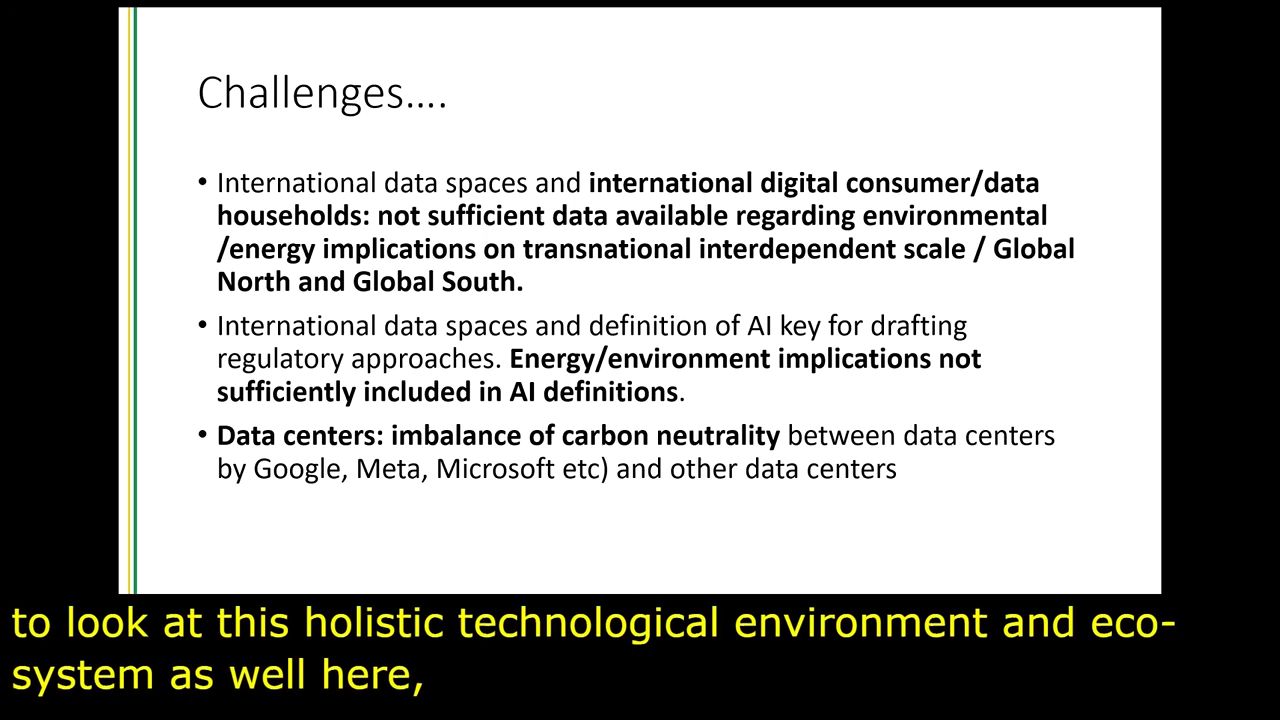 Challenges....
• International data spaces and international digital consumer/data
households: not sufficient data available regarding environmental
/energy implications on transnational interdependent scale / Global
North and Global South.
• International data spaces and definition of AI key for drafting
regulatory approaches. Energy/environment implications not
sufficiently included in AI definitions.
• Data centers: imbalance of carbon neutrality between data centers
by Google, Meta, Microsoft etc) and other data centers
to look at this holistic technological environment and eco-
system as well here,